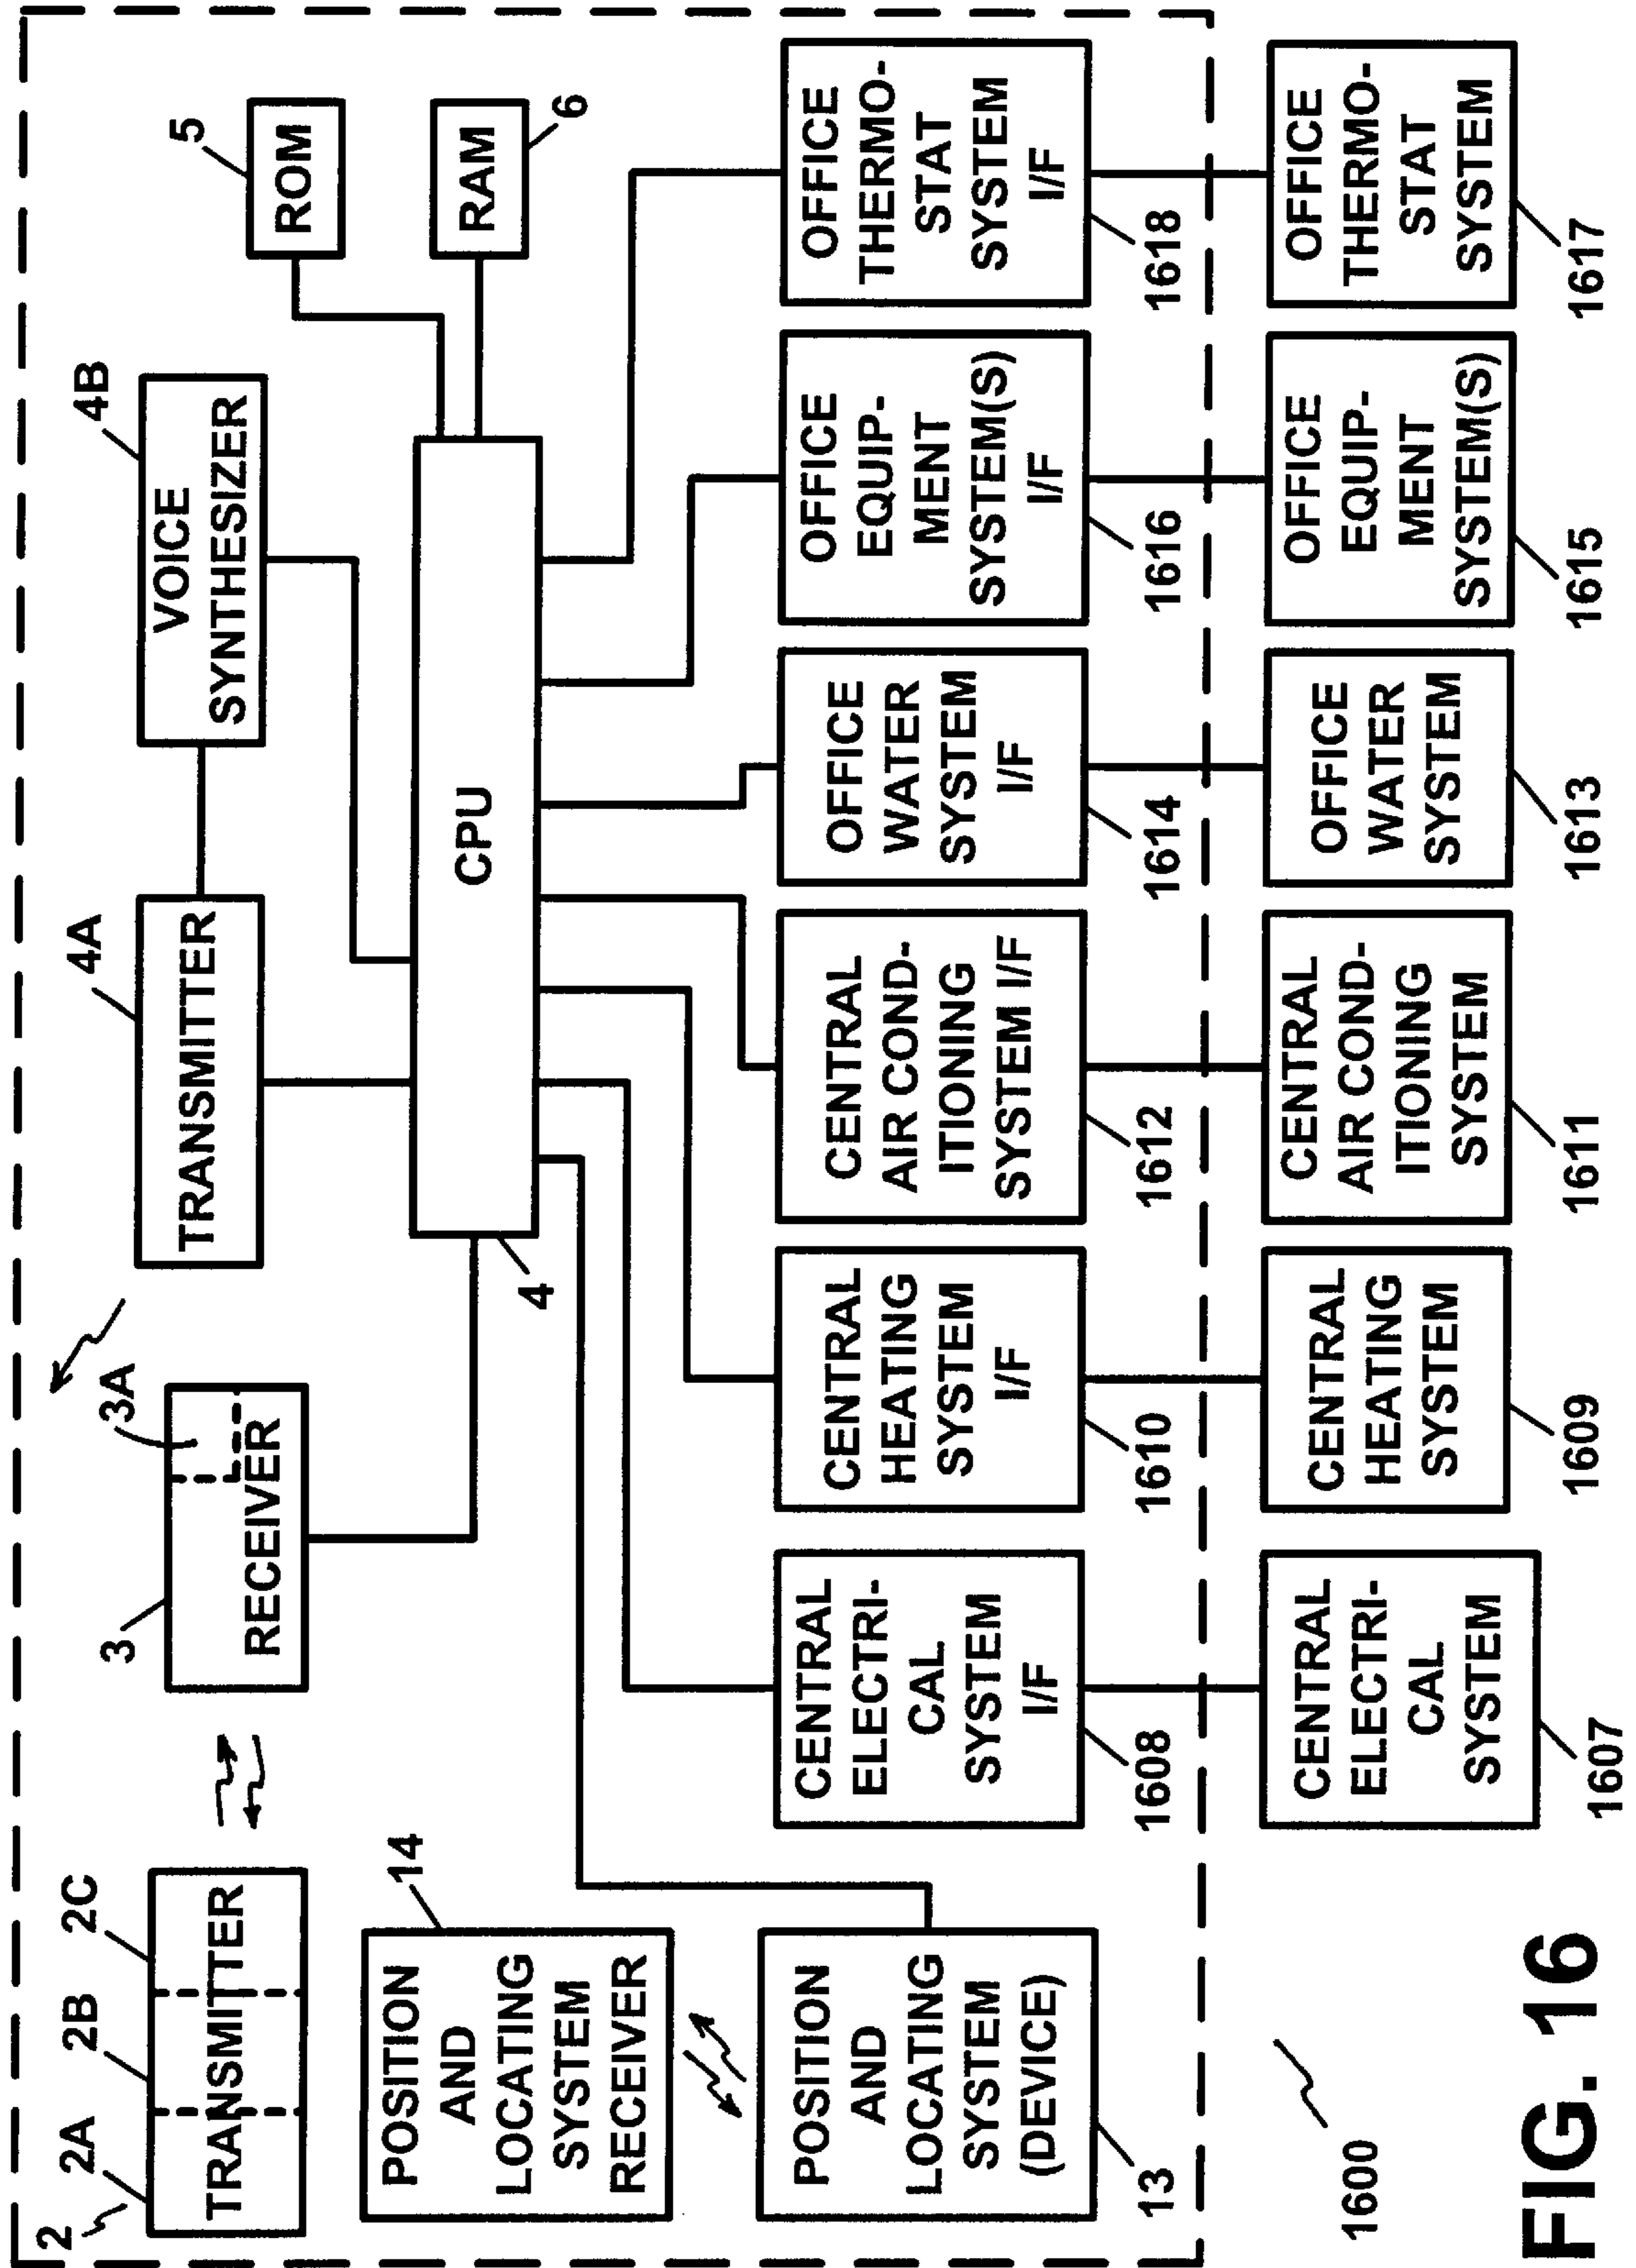 2
2A
2B
2C
TRANSMITTER
3
3A
RECEIVER
4A
TRANSMITTER
4B
VOICE
SYNTHESIZER
5
ROM
RAM
6
14
POSITION
AND
LOCATING
SYSTEM
RECEIVER
CPU
4
POSITION
AND
LOCATING
SYSTEM
(DEVICE)
13
CENTRAL
ELECTRI-
CAL
SYSTEM
I/F
1608
CENTRAL
HEATING
SYSTEM
I/F
1610
CENTRAL
AIR COND-
ITIONING
SYSTEM I/F
1612
OFFICE
WATER
SYSTEM
I/F
1614
OFFICE
EQUIP-
MENT
SYSTEM(S)
I/F
1616
OFFICE
THERMO-
STAT
SYSTEM
I/F
1618
1600
CENTRAL
ELECTRI-
CAL
SYSTEM
1607
CENTRAL
HEATING
SYSTEM
1609
CENTRAL
AIR COND-
ITIONING
SYSTEM
1611
OFFICE
WATER
SYSTEM
1613
OFFICE
EQUIP-
MENT
SYSTEM(S)
1615
OFFICE
THERMO-
STAT
SYSTEM
1617
FIG. 16